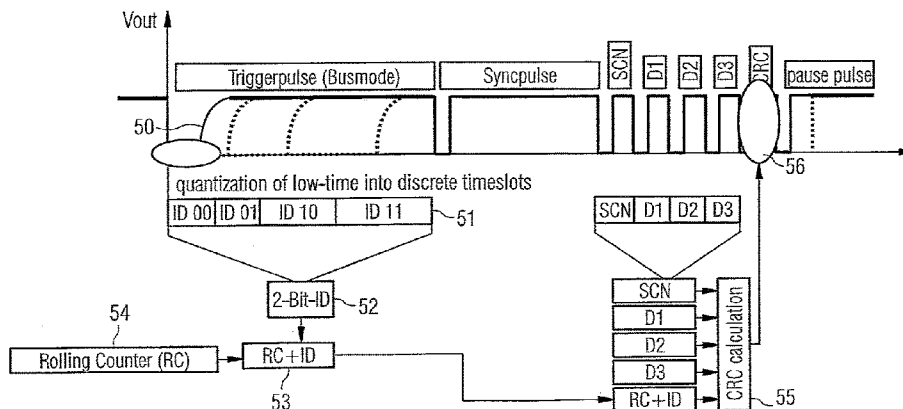 Vout
Triggerpulse (Busmode)
Syncpulse
SCN
D1
D2
D3
CRC
pause pulse
50
56
quantization of low-time into discrete timeslots
ID 00 ID 01 ID 10 ID 11
51
SCN D1 D2 D3
2-Bit-ID
52
54
Rolling Counter (RC)
RC+ID
53
SCN
D1
D2
D3
RC+ID
CRC calculation
55